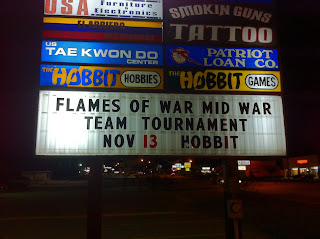 USA Furniture &
Electronics
SMOKIN GUNS
TATTOO
US
TAE KWON DO
CENTER
PATRIOT
LOAN CO.
THE HOBBIT HOBBIES
THE HOBBIT GAMES
FLAMES OF WAR MID WAR
TEAM TOURNAMENT
NOV 13 HOBBIT